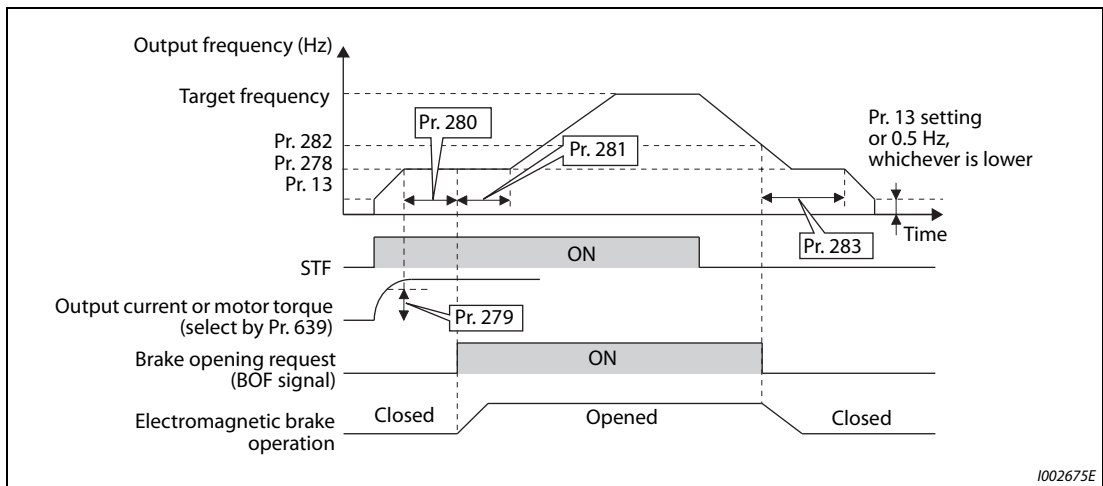 Output frequency (Hz)
Target frequency
Pr. 280
Pr. 13 setting
or 0.5 Hz,
whichever is lower
Pr. 282
Pr. 281
Pr. 278
Pr. 13
Time
Pr. 283
STF
ON
Output current or motor torque
(select by Pr. 639)
Pr. 279
Brake opening request
(BOF signal)
ON
Electromagnetic brake
operation
Closed
Opened
Closed
I002675E